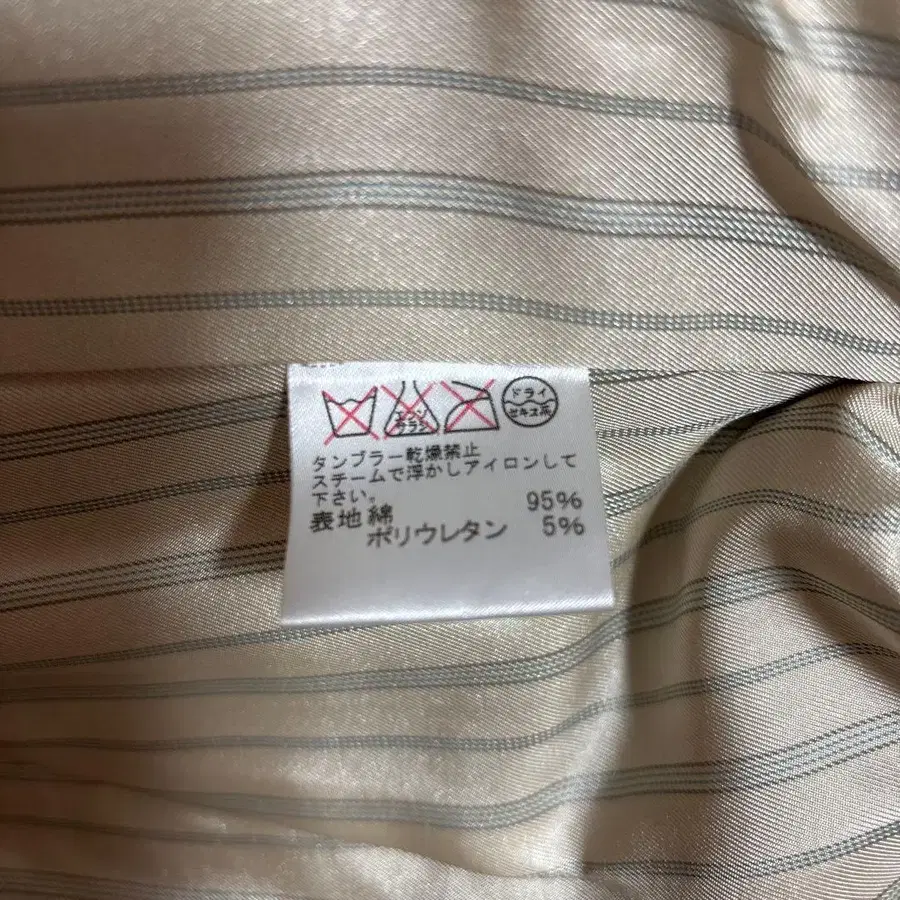 エンソ サラシ
ドライ
セキユ系
タンブラー乾燥禁止
スチームで浮かしアイロンして
下さい。
表地 綿 95%
ポリウレタン 5%